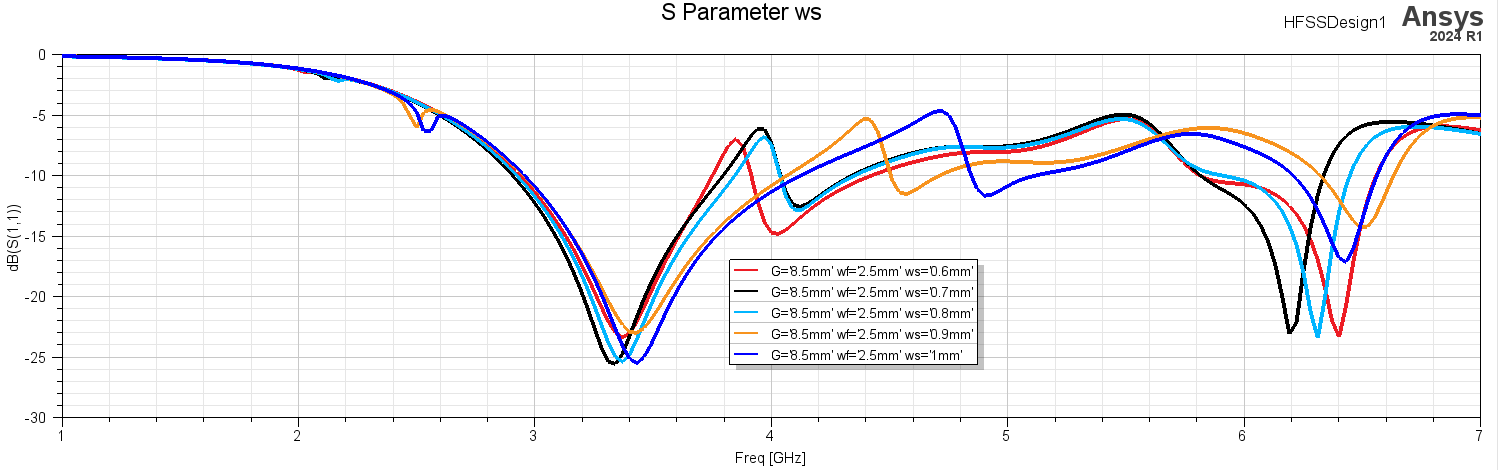 S Parameter ws
HFSSDesign1
Ansys
2024 R1
0
-5
-10
-15
-20
-25
-30
dB(S(1,1))
G='8.5mm' wf='2.5mm' ws='0.6mm'
G='8.5mm' wf='2.5mm' ws='0.7mm'
G='8.5mm' wf='2.5mm' ws='0.8mm'
G='8.5mm' wf='2.5mm' ws='0.9mm'
G='8.5mm' wf='2.5mm' ws='1mm'
1 2 3 4 5 6 7
Freq [GHz]